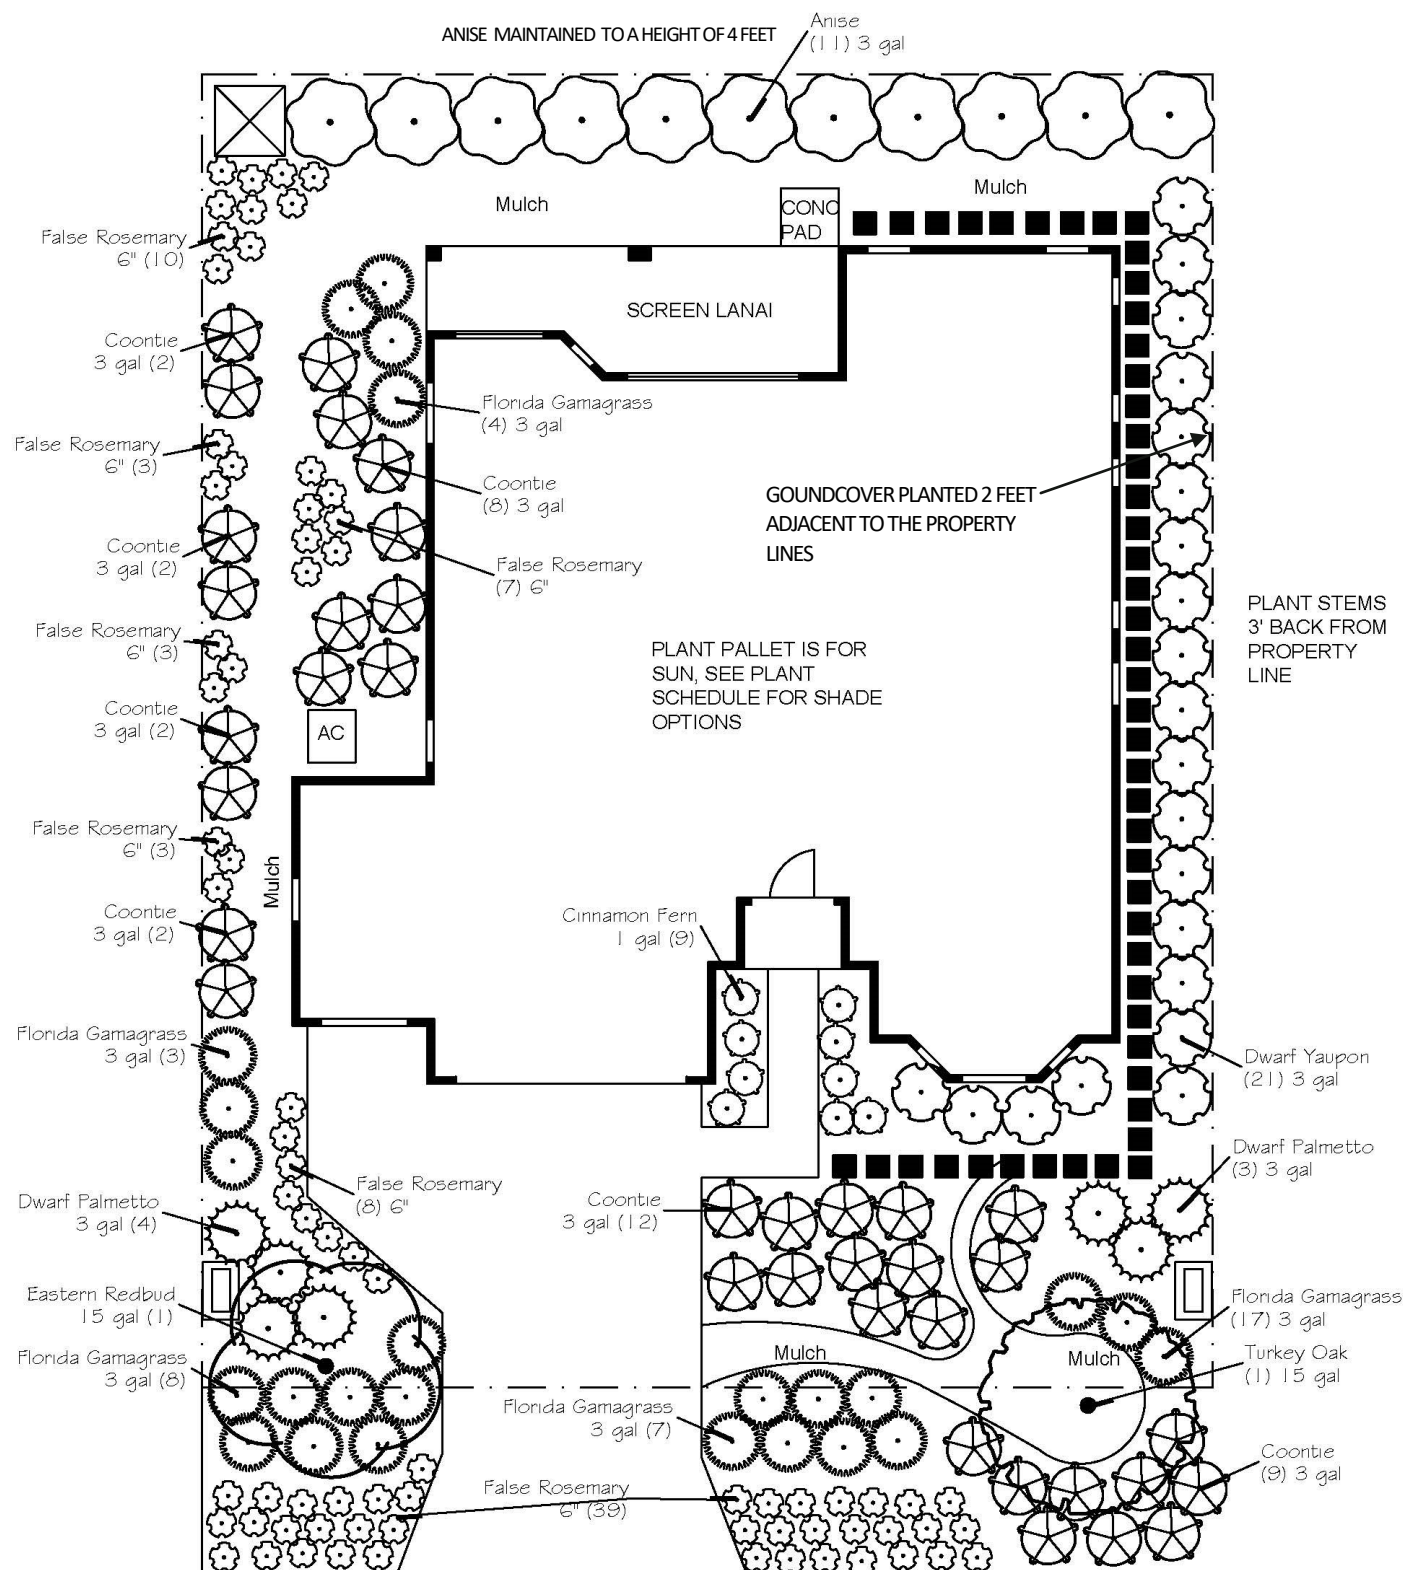 ANISE MAINTAINED TO A HEIGHT OF 4 FEET
Anise
(11) 3 gal
Mulch
Mulch
CONC
PAD
False Rosemary
6" (10)
SCREEN LANAI
Coontie
3 gal (2)
Florida Gamagrass
(4) 3 gal
False Rosemary
6" (3)
Coontie
(8) 3 gal
GOUNDCOVER PLANTED 2 FEET
ADJACENT TO THE PROPERTY
LINES
Coontie
3 gal (2)
False Rosemary
(7) 6"
PLANT STEMS
3' BACK FROM
PROPERTY
LINE
False Rosemary
6" (3)
PLANT PALLET IS FOR
SUN, SEE PLANT
SCHEDULE FOR SHADE
OPTIONS
Coontie
3 gal (2)
AC
False Rosemary
6" (3)
Mulch
Coontie
3 gal (2)
Cinnamon Fern
1 gal (9)
Florida Gamagrass
3 gal (3)
Dwarf Yaupon
(21) 3 gal
Dwarf Palmetto
(3) 3 gal
False Rosemary
(8) 6"
Dwarf Palmetto
3 gal (4)
Coontie
3 gal (12)
Eastern Redbud
15 gal (1)
Florida Gamagrass
(17) 3 gal
Florida Gamagrass
3 gal (8)
Mulch
Mulch
Turkey Oak
(1) 15 gal
Florida Gamagrass
3 gal (7)
Coontie
(9) 3 gal
False Rosemary
6" (39)